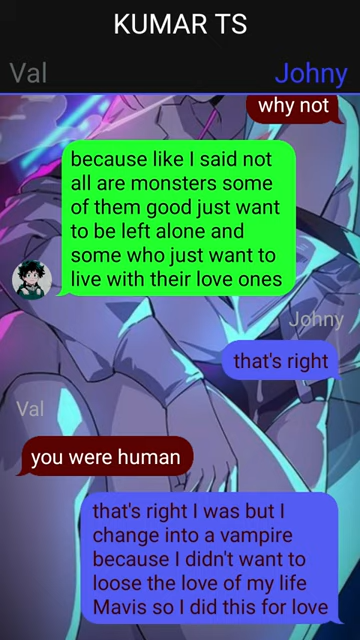 KUMAR TS
Val
Johny
why not
because like I said not
all are monsters some
of them good just want
to be left alone and
some who just want to
live with their love ones
Johny
that's right
Val
you were human
that's right I was but I
change into a vampire
because I didn't want to
loose the love of my life
Mavis so I did this for love